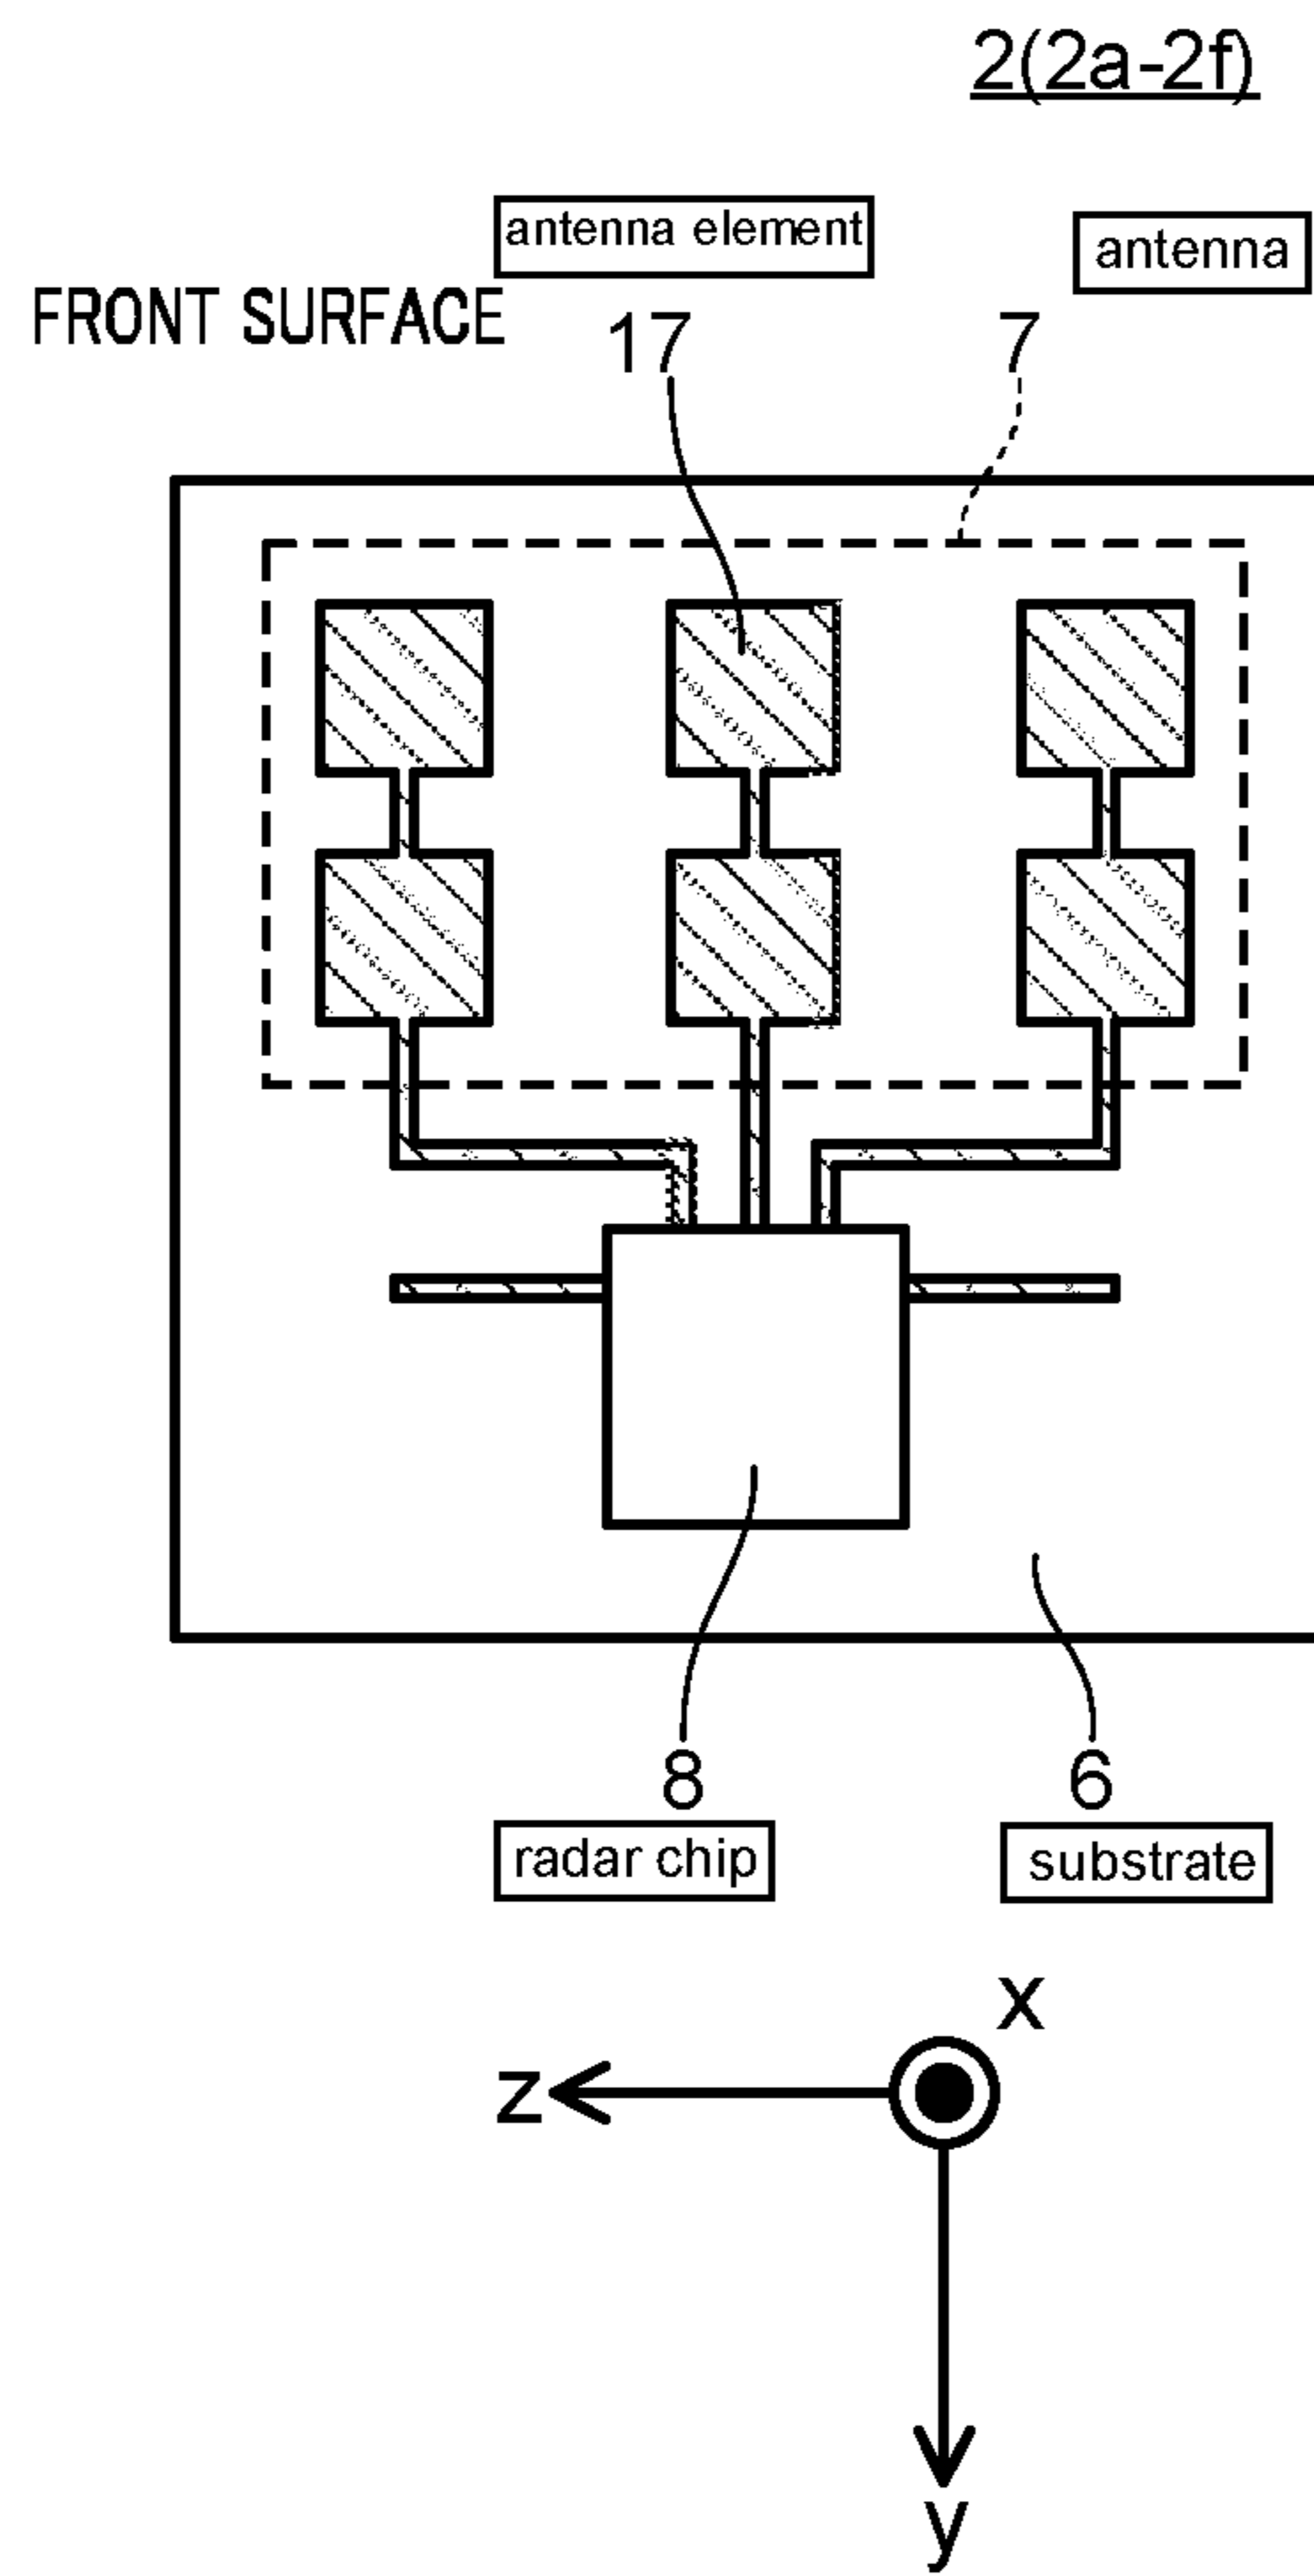 2(2a-2f)
antenna element
antenna
FRONT SURFACE
17
7
8
6
radar chip
substrate
x
z
y